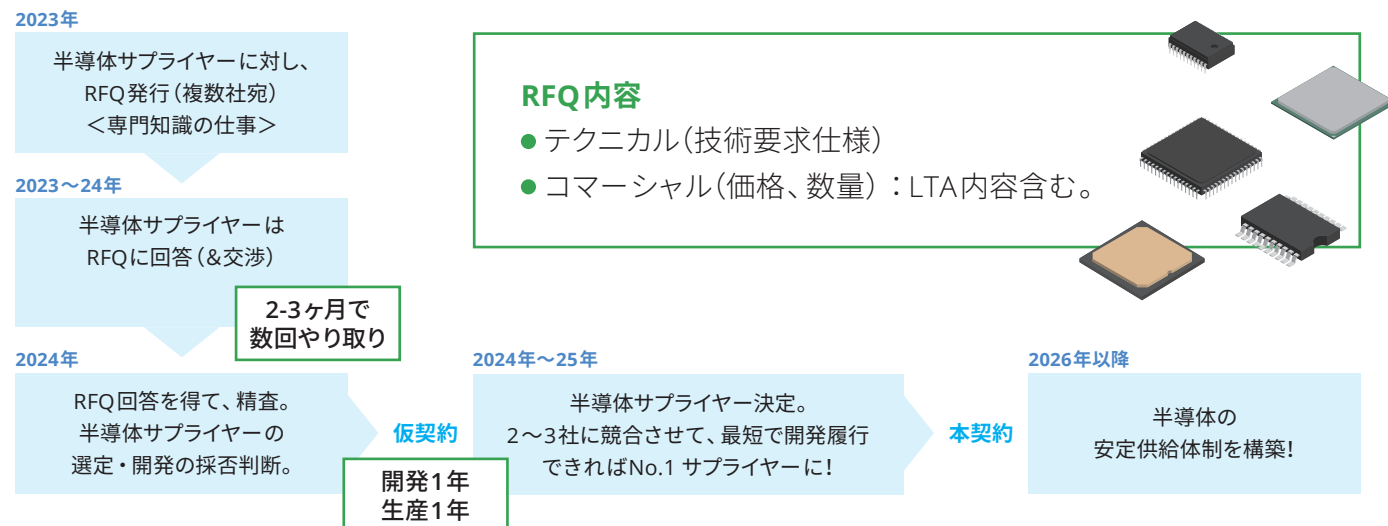 2023年
半導体サプライヤーに対し、
RFQ発行（複数社宛）
＜専門知識の仕事＞
RFQ内容
● テクニカル（技術要求仕様）
● コマーシャル（価格、数量）：LTA内容含む。
2023〜24年
半導体サプライヤーは
RFQに回答（&交渉）
2-3ヶ月で
数回やり取り
2024年
RFQ回答を得て、精査。
半導体サプライヤーの
選定・開発の採否判断。
仮契約
開発1年
生産1年
2024年〜25年
半導体サプライヤー決定。
2〜3社に競合させて、最短で開発履行
できればNo.1 サプライヤーに！
本契約
2026年以降
半導体の
安定供給体制を構築！